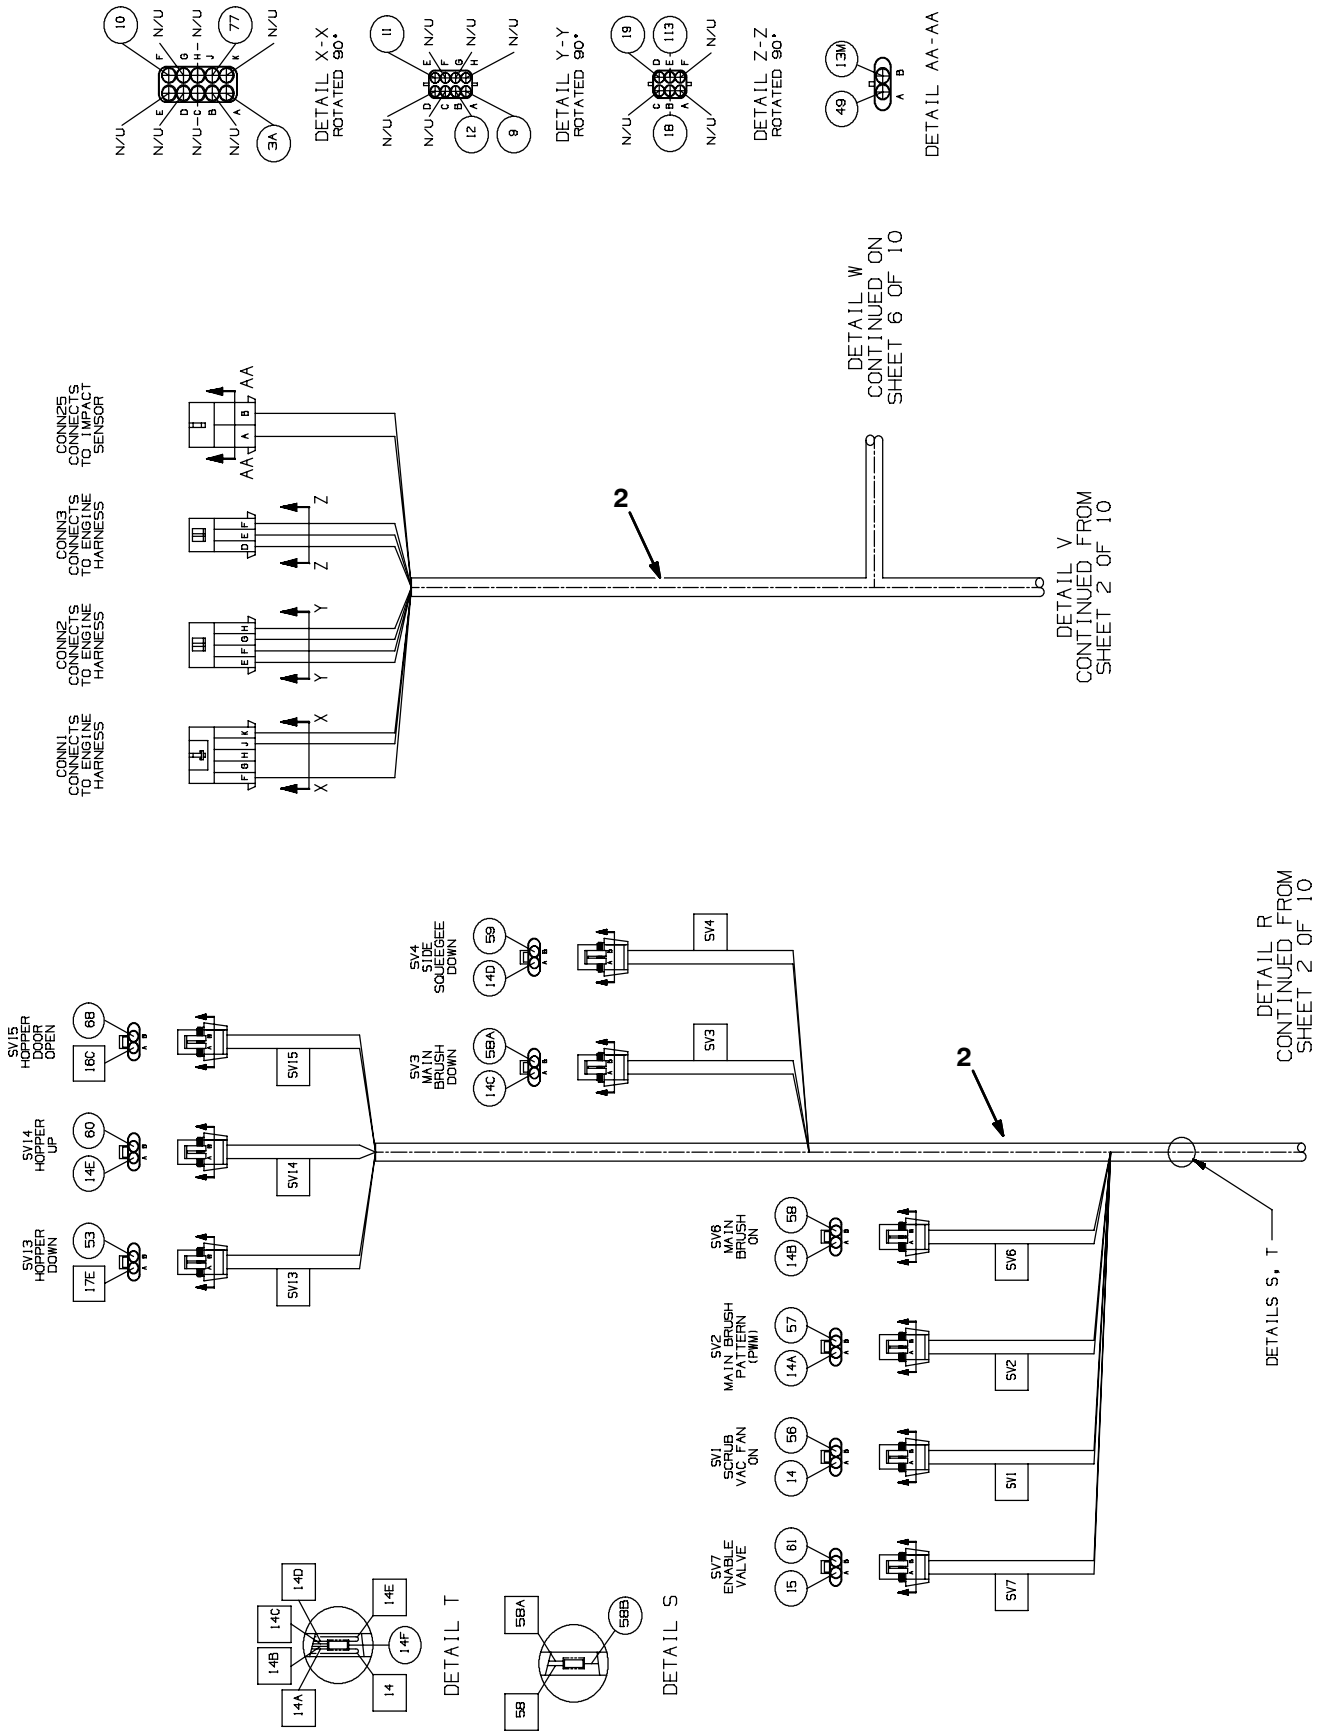 10
N/U
N/U
77
N/U
F
G
H
J
K
E
D
C
B
A
N/U
N/U
N/U
N/U
3A
DETAIL X-X
ROTATED 90°
11
N/U
N/U
N/U
E
F
G
H
D
C
B
A
N/U
N/U
12
9
DETAIL Y-Y
ROTATED 90°
19
113
N/U
D
E
F
C
B
A
N/U
18
N/U
DETAIL Z-Z
ROTATED 90°
49
13M
A
B
DETAIL AA-AA
CONN1
CONNECTS
TO ENGINE
HARNESS
F G H J K
X
X
CONN2
CONNECTS
TO ENGINE
HARNESS
E F G H
Y
Y
CONN3
CONNECTS
TO ENGINE
HARNESS
D E F
Z
Z
CONN25
CONNECTS
TO IMPACT
SENSOR
A B
AA
AA
2
DETAIL W
CONTINUED ON
SHEET 6 OF 10
DETAIL V
CONTINUED FROM
SHEET 2 OF 10
SV13
HOPPER
DOWN
17E
53
A B
A B
SV13
SV14
HOPPER
UP
14E
60
A B
A B
SV14
SV15
HOPPER
DOOR
OPEN
16C
68
A B
A B
SV15
SV3
MAIN
BRUSH
DOWN
14C
58A
A B
A B
SV3
SV4
SIDE
SQUEEGEE
DOWN
14D
59
A B
A B
SV4
2
SV7
ENABLE
VALVE
15
61
A B
A B
SV7
SV1
SCRUB
VAC FAN
ON
14
56
A B
A B
SV1
SV2
MAIN BRUSH
PATTERN
(PWM)
14A
57
A B
A B
SV2
SV6
MAIN
BRUSH
ON
14B
58
A B
A B
SV6
DETAILS S, T
DETAIL R
CONTINUED FROM
SHEET 2 OF 10
14A
14B
14C
14D
14
14F
14E
DETAIL T
58
58A
58B
DETAIL S